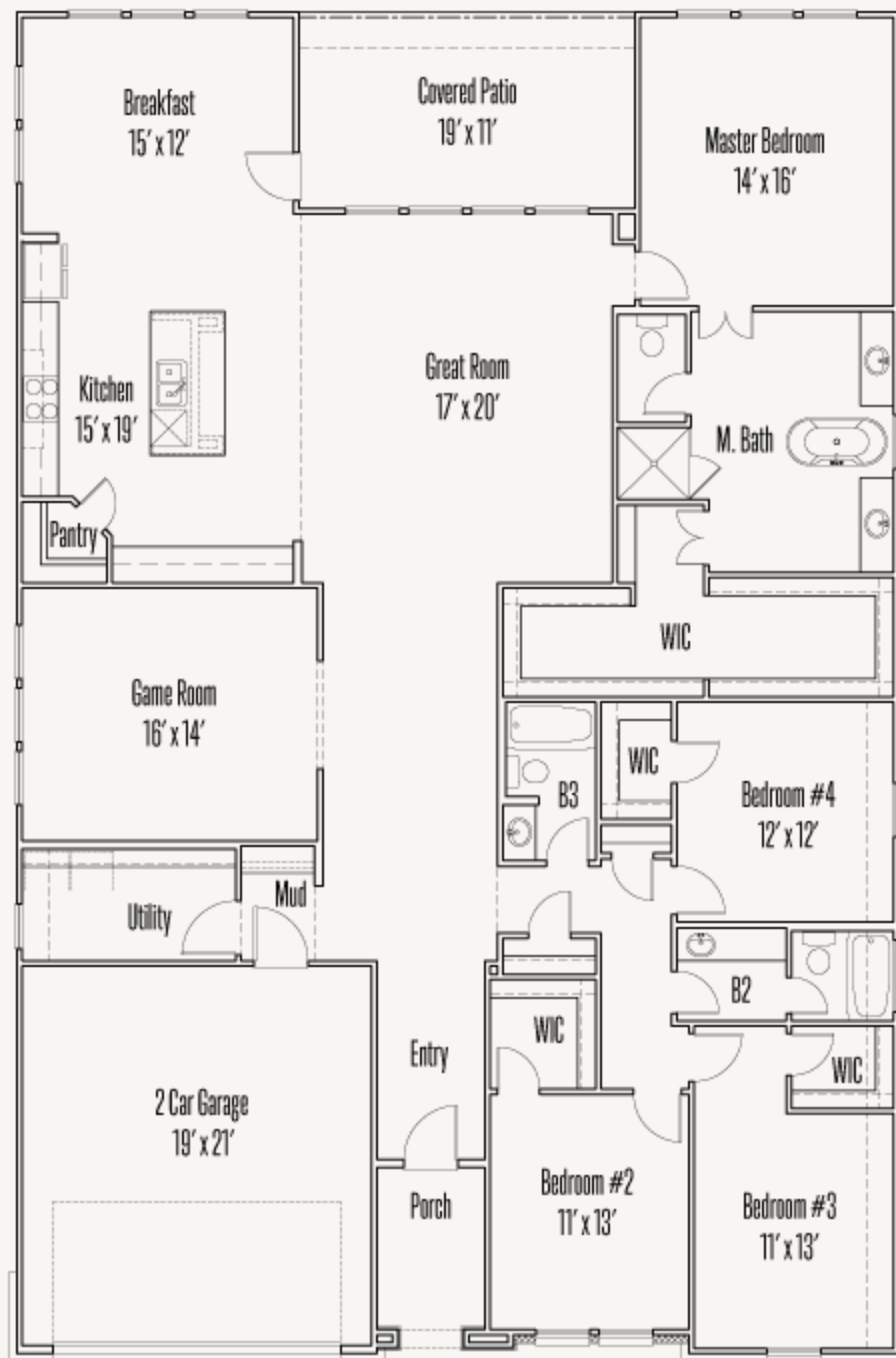 Breakfast
15' x 12'
Covered Patio
19' x 11'
Master Bedroom
14' x 16'
Kitchen
15' x 19'
Great Room
17' x 20'
M. Bath
Pantry
WIC
Game Room
16' x 14'
WIC
B3
Bedroom #4
12' x 12'
Utility
Mud
B2
WIC
Entry
WIC
2 Car Garage
19' x 21'
Porch
Bedroom #2
11' x 13'
Bedroom #3
11' x 13'